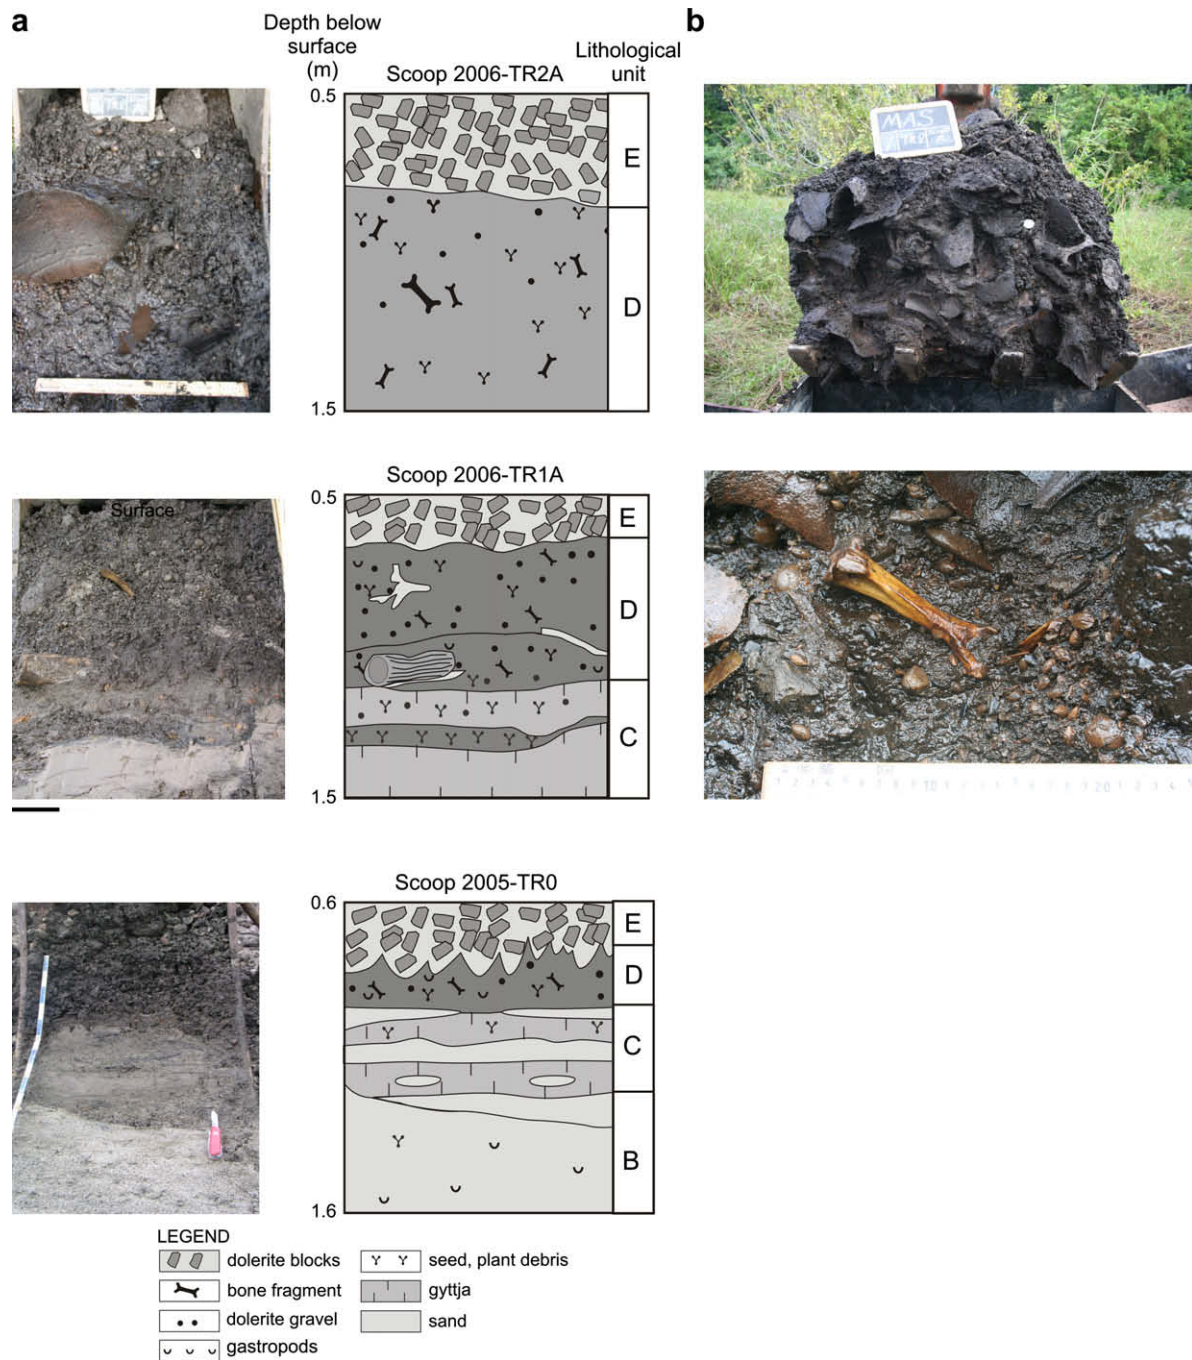 a
b
Depth below
surface
(m)
Scoop 2006-TR2A
Lithological
unit
0.5
E
D
1.5
MAS
Scoop 2006-TR1A
0.5
Surface
E
D
C
1.5
Scoop 2005-TR0
0.6
E
D
C
B
1.6
LEGEND
dolerite blocks
seed, plant debris
bone fragment
gyttja
dolerite gravel
sand
gastropods